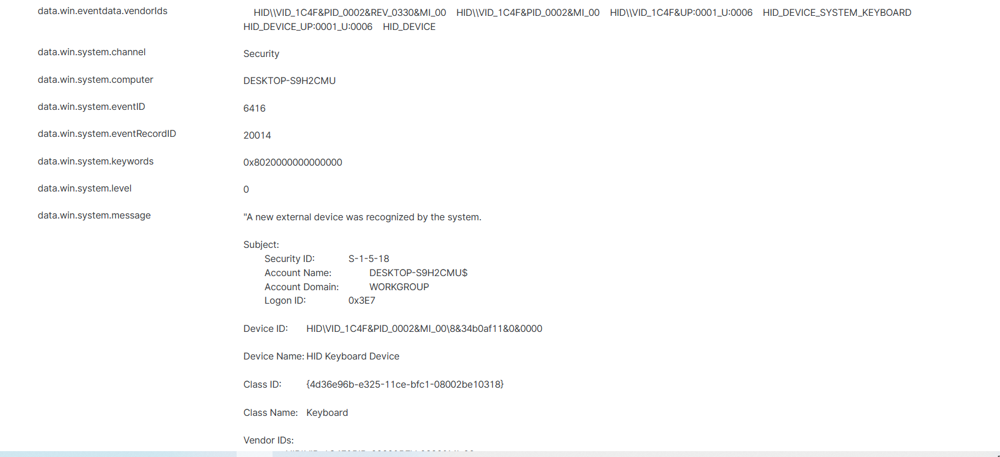 data.win.eventdata.vendorIds HID\\VID_1C4F&PID_0002&REV_0330&MI_00 HID\\VID_1C4F&PID_0002&MI_00 HID\\VID_1C4F&UP:0001_U:0006 HID_DEVICE_SYSTEM_KEYBOARD
HID_DEVICE_UP:0001_U:0006 HID_DEVICE
data.win.system.channel Security
data.win.system.computer DESKTOP-S9H2CMU
data.win.system.eventID 6416
data.win.system.eventRecordID 20014
data.win.system.keywords 0x8020000000000000
data.win.system.level 0
data.win.system.message "A new external device was recognized by the system.
Subject:
Security ID: S-1-5-18
Account Name: DESKTOP-S9H2CMU$
Account Domain: WORKGROUP
Logon ID: 0x3E7
Device ID: HID\VID_1C4F&PID_0002&MI_00\8&34b0af11&0&0000
Device Name: HID Keyboard Device
Class ID: {4d36e96b-e325-11ce-bfc1-08002be10318}
Class Name: Keyboard
Vendor IDs: